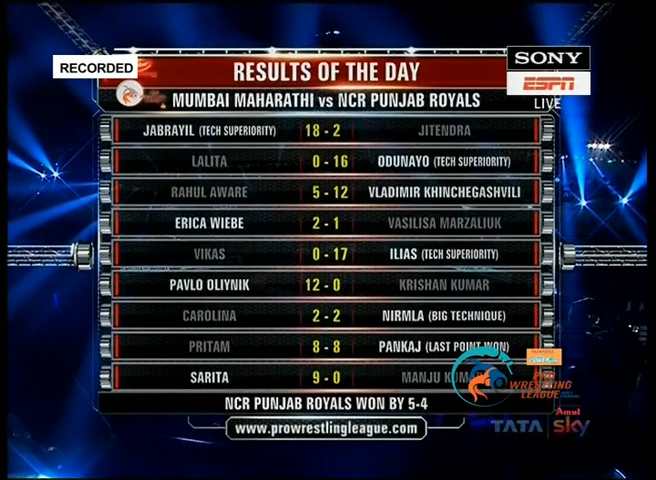 RECORDED
RESULTS OF THE DAY
SONY
ESPN
LIVE
MUMBAI MAHARATHI vs NCR PUNJAB ROYALS
JABRAYIL (TECH SUPERIORITY) 18 - 2 JITENDRA
LALITA 0 - 16 ODUNAYO (TECH SUPERIORITY)
RAHUL AWARE 5 - 12 VLADIMIR KHINCHEGASHVILI
ERICA WIEBE 2 - 1 VASILISA MARZALIUK
VIKAS 0 - 17 ILIAS (TECH SUPERIORITY)
PAVLO OLIYNIK 12 - 0 KRISHAN KUMAR
CAROLINA 2 - 2 NIRMLA (BIG TECHNIQUE)
PRITAM 8 - 8 PANKAJ (LAST POINT WON)
SARITA 9 - 0 MANJU
PRO
WRESTLING
LEAGUE
NCR PUNJAB ROYALS WON BY 5-4
Amul
www.prowrestlingleague.com
TATA sky